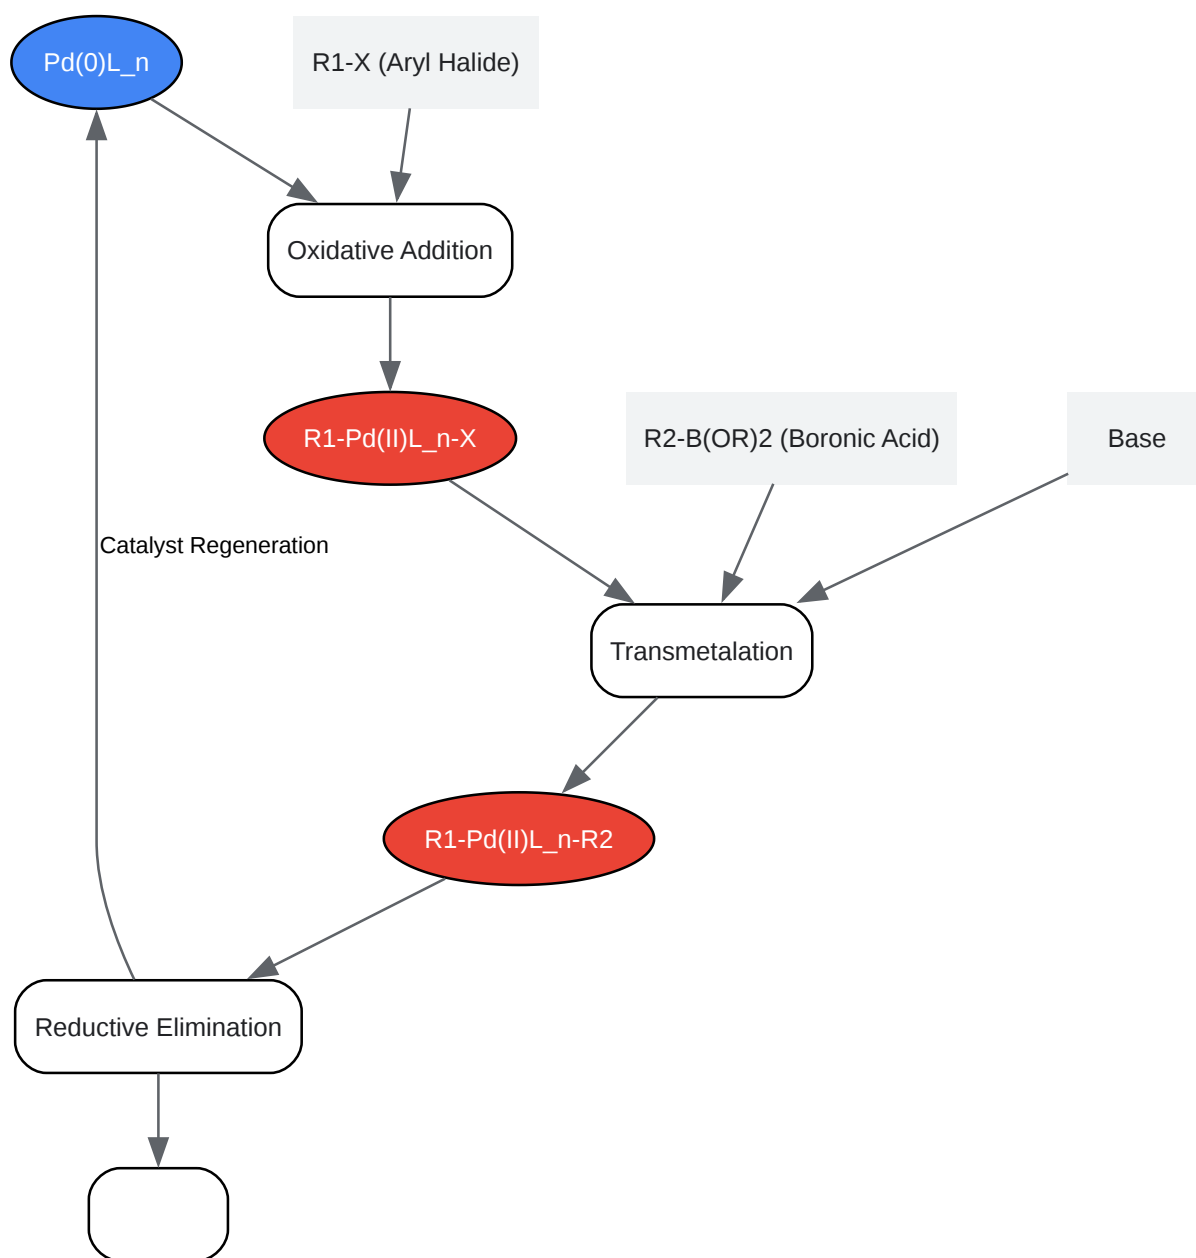 Pd(0)L_n
R1-X (Aryl Halide)
Oxidative Addition
R1-Pd(II)L_n-X
R2-B(OR)2 (Boronic Acid)
Base
Catalyst Regeneration
Transmetalation
R1-Pd(II)L_n-R2
Reductive Elimination